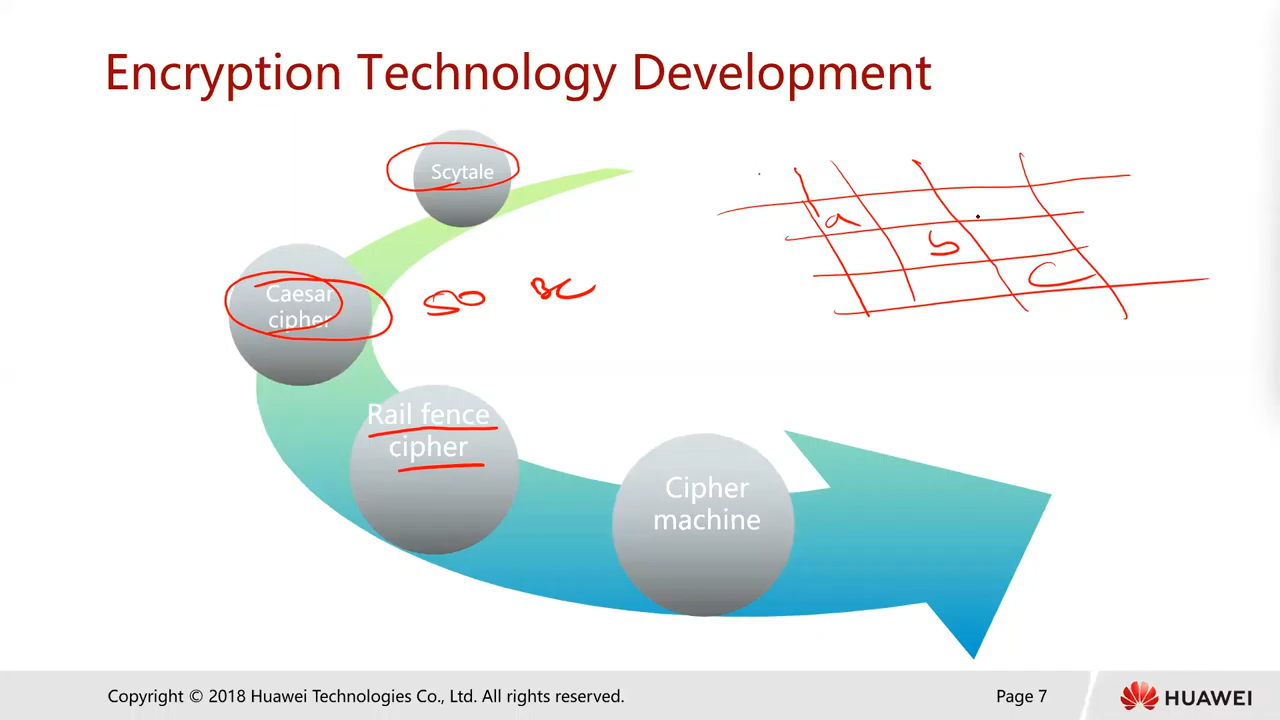 Encryption Technology Development
Scytale
a
b
C
Caesar
cipher
50 BC
Rail fence
cipher
Cipher
machine
Copyright © 2018 Huawei Technologies Co., Ltd. All rights reserved.
Page 7
HUAWEI